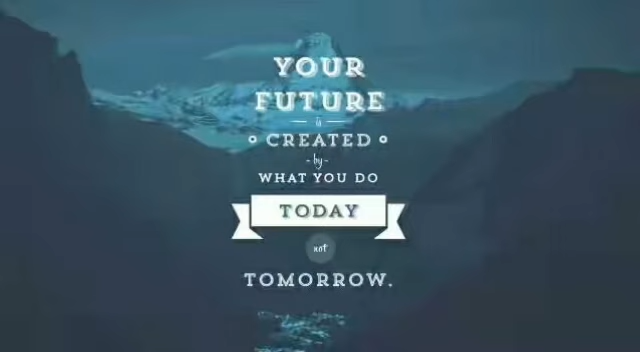 YOUR
FUTURE
is
CREATED
- by -
WHAT YOU DO
TODAY
not
TOMORROW.